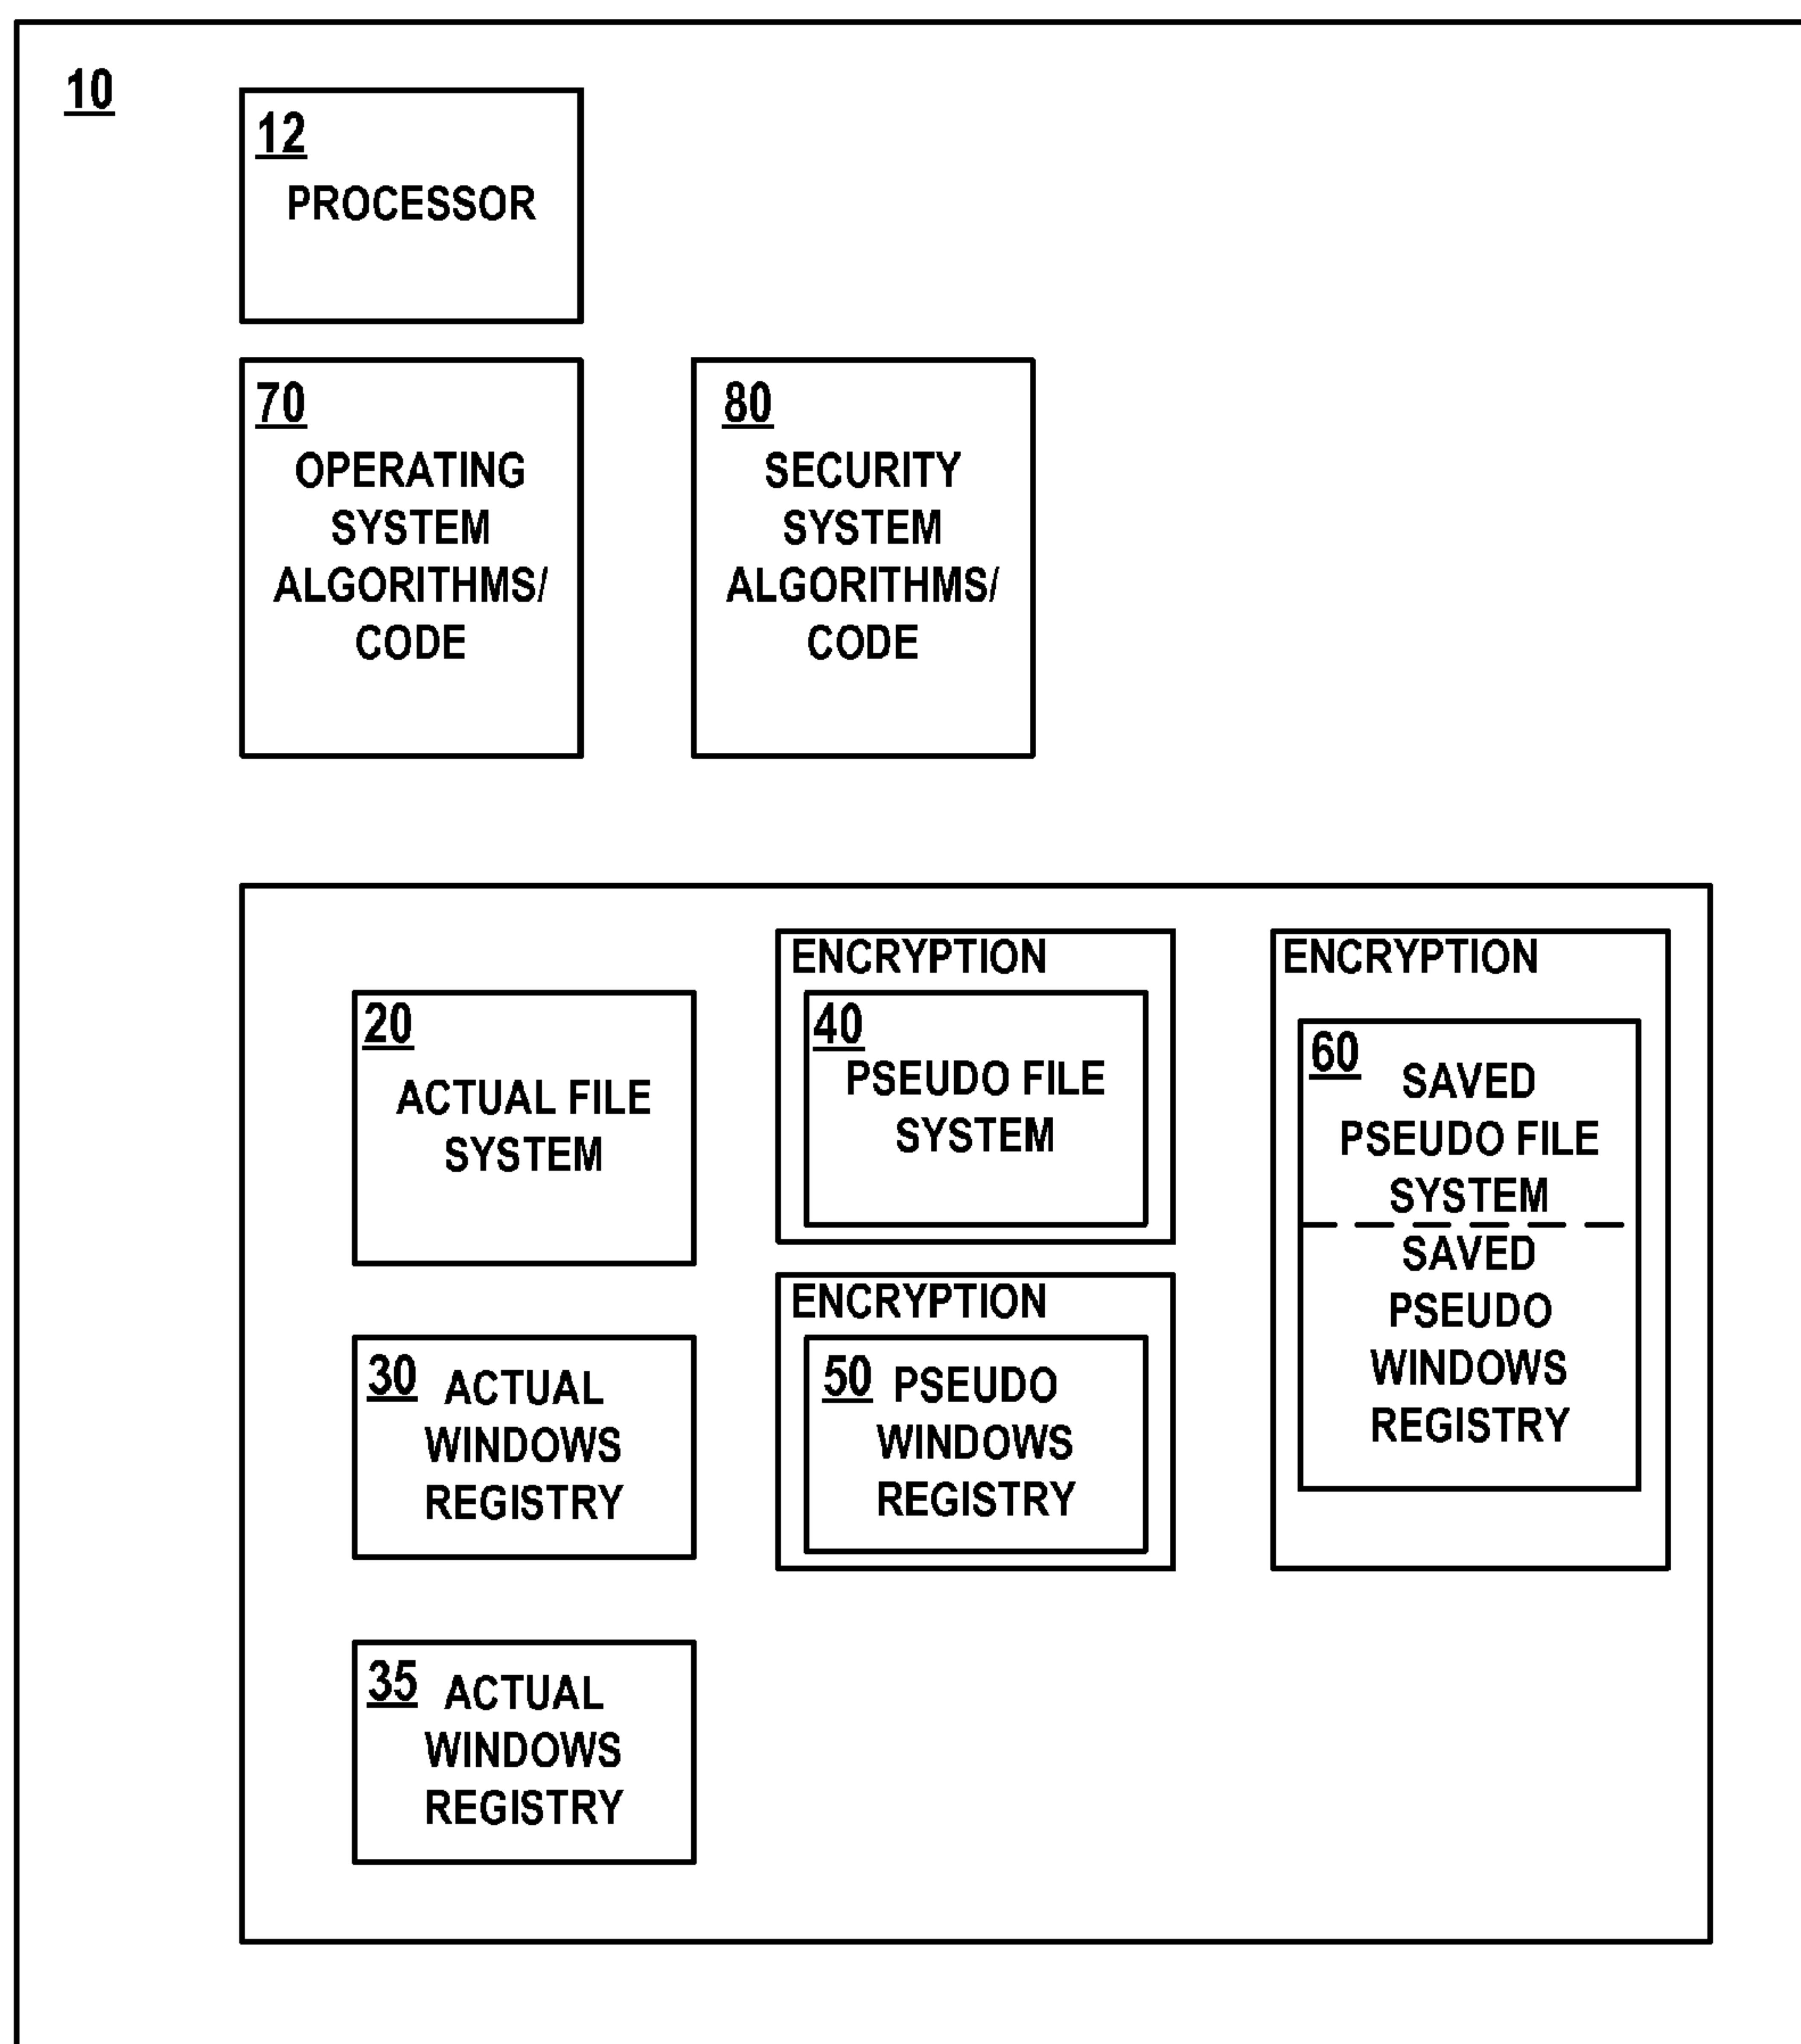 10
12
PROCESSOR
70
OPERATING
SYSTEM
ALGORITHMS/
CODE
80
SECURITY
SYSTEM
ALGORITHMS/
CODE
20
ACTUAL FILE
SYSTEM
ENCRYPTION
40
PSEUDO FILE
SYSTEM
ENCRYPTION
60
SAVED
PSEUDO FILE
SYSTEM
SAVED
PSEUDO
WINDOWS
REGISTRY
30 ACTUAL
WINDOWS
REGISTRY
ENCRYPTION
50 PSEUDO
WINDOWS
REGISTRY
35 ACTUAL
WINDOWS
REGISTRY